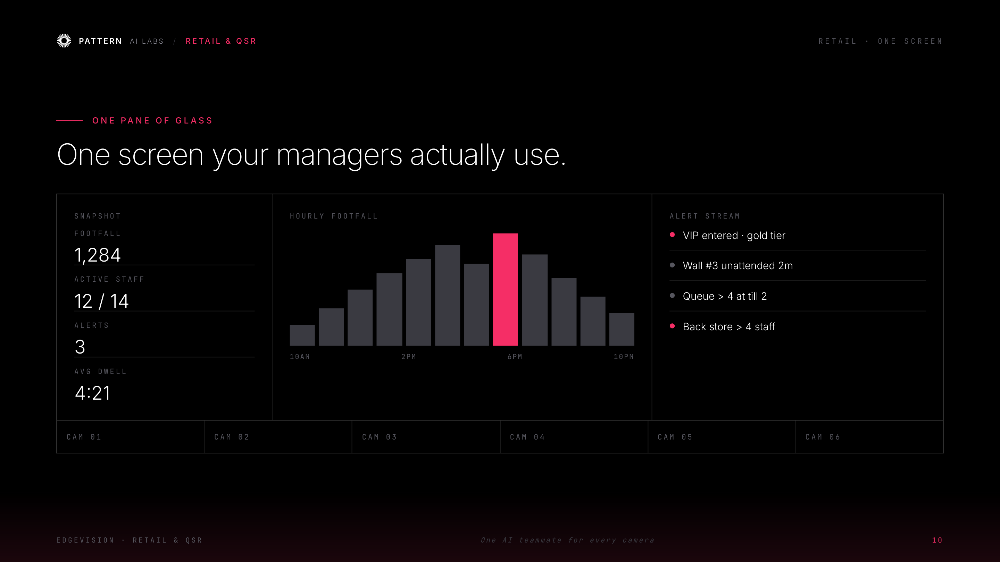 PATTERN AI LABS / RETAIL & QSR
RETAIL · ONE SCREEN
ONE PANE OF GLASS
One screen your managers actually use.
SNAPSHOT
FOOTFALL
1,284
ACTIVE STAFF
12 / 14
ALERTS
3
AVG DWELL
4:21
HOURLY FOOTFALL
10AM 2PM 6PM 10PM
ALERT STREAM
VIP entered · gold tier
Wall #3 unattended 2m
Queue > 4 at till 2
Back store > 4 staff
CAM 01 CAM 02 CAM 03 CAM 04 CAM 05 CAM 06
EDGEVISION · RETAIL & QSR
One AI teammate for every camera
10